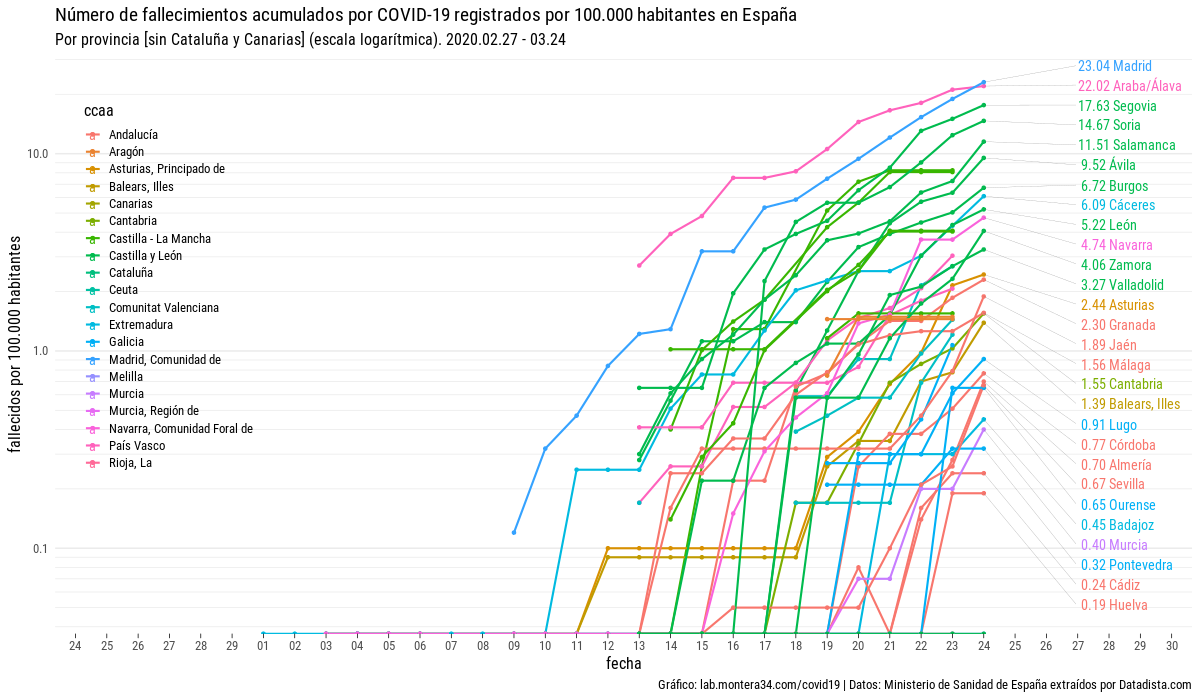 Número de fallecimientos acumulados por COVID-19 registrados por 100.000 habitantes en España
Por provincia [sin Cataluña y Canarias] (escala logarítmica). 2020.02.27 - 03.24
ccaa
Andalucía
Aragón
Asturias, Principado de
Balears, Illes
Canarias
Cantabria
Castilla - La Mancha
Castilla y León
Cataluña
Ceuta
Comunitat Valenciana
Extremadura
Galicia
Madrid, Comunidad de
Melilla
Murcia
Murcia, Región de
Navarra, Comunidad Foral de
País Vasco
Rioja, La
fallecidos por 100.000 habitantes
10.0
1.0
0.1
23.04 Madrid
22.02 Araba/Álava
17.63 Segovia
14.67 Soria
11.51 Salamanca
9.52 Ávila
6.72 Burgos
6.09 Cáceres
5.22 León
4.74 Navarra
4.06 Zamora
3.27 Valladolid
2.44 Asturias
2.30 Granada
1.89 Jaén
1.56 Málaga
1.55 Cantabria
1.39 Balears, Illes
0.91 Lugo
0.77 Córdoba
0.70 Almería
0.67 Sevilla
0.65 Ourense
0.45 Badajoz
0.40 Murcia
0.32 Pontevedra
0.24 Cádiz
0.19 Huelva
24 25 26 27 28 29 01 02 03 04 05 06 07 08 09 10 11 12 13 14 15 16 17 18 19 20 21 22 23 24 25 26 27 28 29 30
fecha
Gráfico: lab.montera34.com/covid19 | Datos: Ministerio de Sanidad de España extraídos por Datadista.com